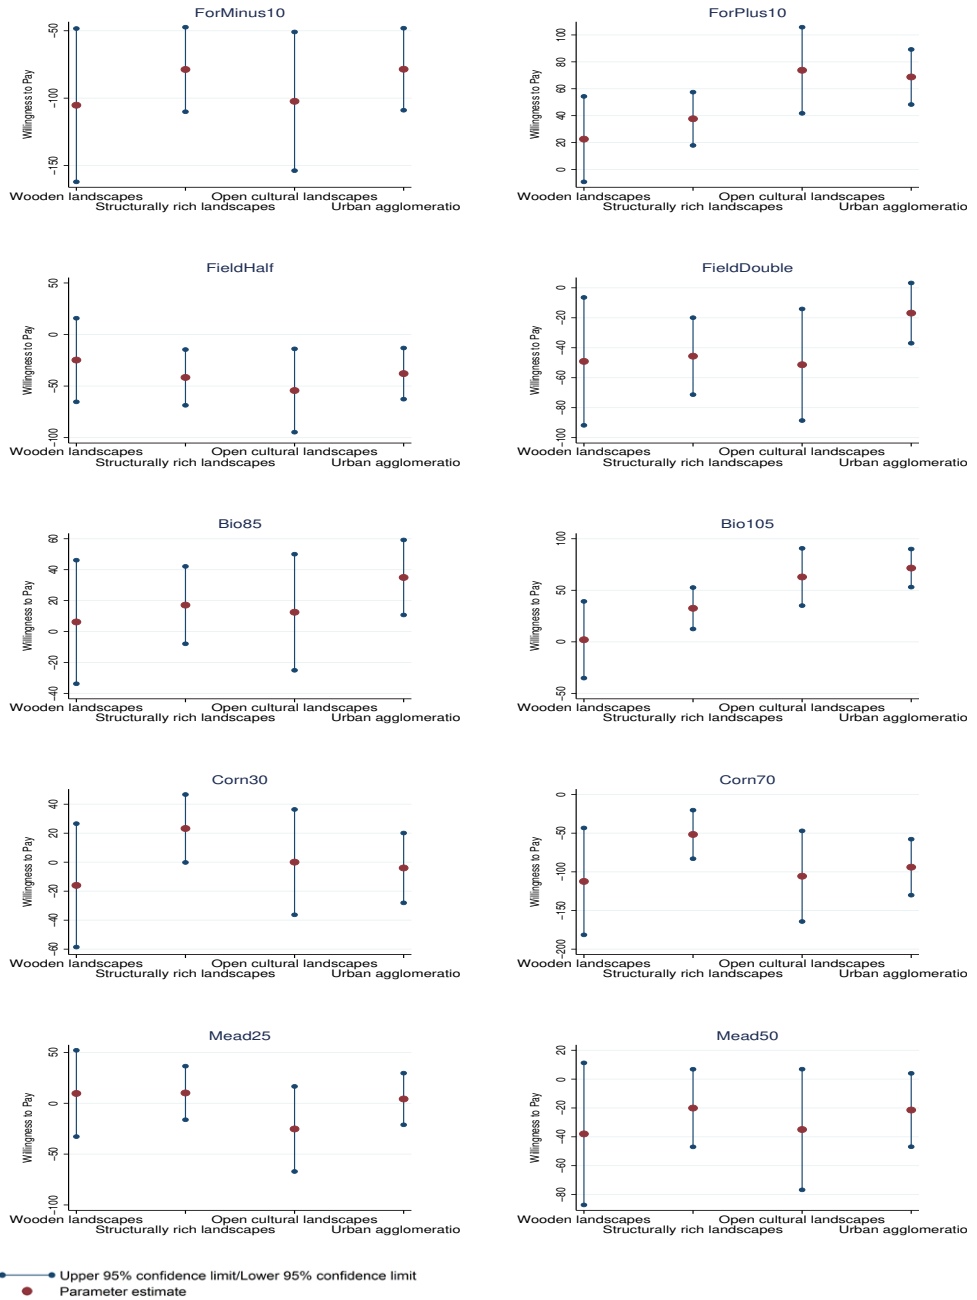 ForMinus10
Willingness to Pay
-50
-100
-150
Wooden landscapes
Open cultural landscapes
Structurally rich landscapes
Urban agglomeratio
ForPlus10
Willingness to Pay
100
80
60
40
20
0
Wooden landscapes
Open cultural landscapes
Structurally rich landscapes
Urban agglomeratio
FieldHalf
Willingness to Pay
50
0
-50
-100
Wooden landscapes
Open cultural landscapes
Structurally rich landscapes
Urban agglomeratio
FieldDouble
Willingness to Pay
0
-20
-40
-60
-80
-100
Wooden landscapes
Open cultural landscapes
Structurally rich landscapes
Urban agglomeratio
Bio85
Willingness to Pay
60
40
20
0
-20
-40
Wooden landscapes
Open cultural landscapes
Structurally rich landscapes
Urban agglomeratio
Bio105
Willingness to Pay
100
50
0
-50
Wooden landscapes
Open cultural landscapes
Structurally rich landscapes
Urban agglomeratio
Corn30
Willingness to Pay
40
20
0
-20
-40
-60
Wooden landscapes
Open cultural landscapes
Structurally rich landscapes
Urban agglomeratio
Corn70
Willingness to Pay
0
-50
-100
-150
-200
Wooden landscapes
Open cultural landscapes
Structurally rich landscapes
Urban agglomeratio
Mead25
Willingness to Pay
50
0
-50
-100
Wooden landscapes
Open cultural landscapes
Structurally rich landscapes
Urban agglomeratio
Mead50
Willingness to Pay
20
0
-20
-40
-60
-80
Wooden landscapes
Open cultural landscapes
Structurally rich landscapes
Urban agglomeratio
Upper 95% confidence limit/Lower 95% confidence limit
Parameter estimate